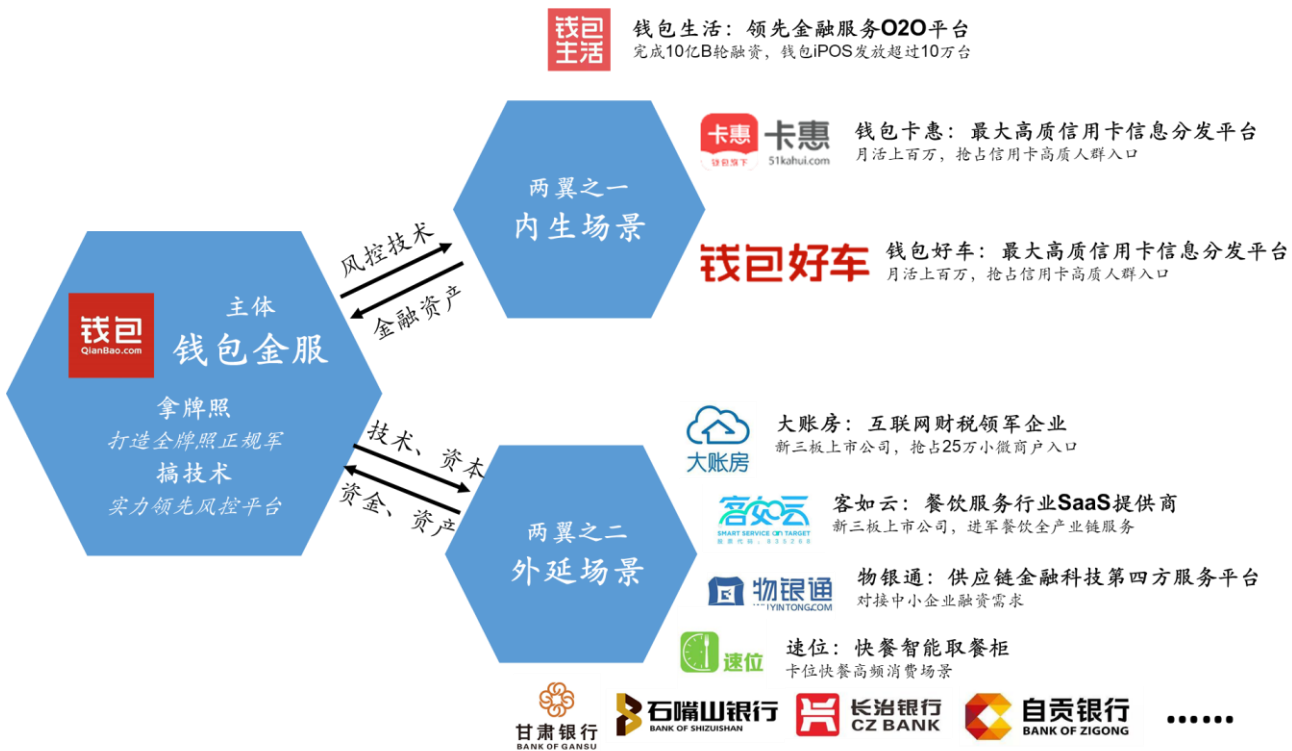 钱包
生活
钱包生活：领先金融服务O2O平台
完成10亿B轮融资，钱包iPOS发放超过10万台
两翼之一
内生场景
卡惠
钱包旗下
卡惠
51kahui.com
钱包卡惠：最大高质信用卡信息分发平台
月活上百万，抢占信用卡高质人群入口
钱包好车
钱包好车：最大高质信用卡信息分发平台
月活上百万，抢占信用卡高质人群入口
风控技术
金融资产
钱包
QianBao.com
主体
钱包金服
拿牌照
打造全牌照正规军
搞技术
实力领先风控平台
技术、资本
资金、资产
两翼之二
外延场景
大账房
大账房：互联网财税领军企业
新三板上市公司，抢占25万小微商户入口
客如云
SMART SERVICE ON TARGET
股票代码：835268
客如云：餐饮服务行业SaaS提供商
新三板上市公司，进军餐饮全产业链服务
物银通
YINTONG.COM
物银通：供应链金融科技第四方服务平台
对接中小企业融资需求
速位
速位：快餐智能取餐柜
卡位快餐高频消费场景
甘肃银行
BANK OF GANSU
石嘴山银行
BANK OF SHIZUISHAN
长治银行
CZ BANK
自贡银行
BANK OF ZIGONG
……